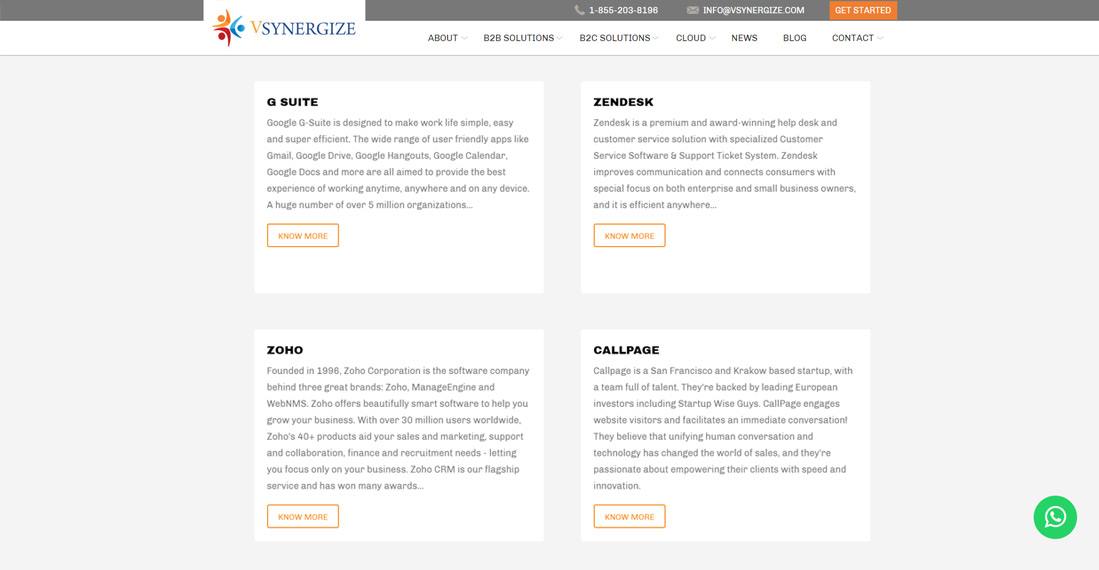 1-855-203-8196 INFO@VSYNERGIZE.COM GET STARTED
VSYNERGIZE
ABOUT B2B SOLUTIONS B2C SOLUTIONS CLOUD NEWS BLOG CONTACT
G SUITE
Google G-Suite is designed to make work life simple, easy
and super efficient. The wide range of user friendly apps like
Gmail, Google Drive, Google Hangouts, Google Calendar,
Google Docs and more are all aimed to provide the best
experience of working anytime, anywhere and on any device.
A huge number of over 5 million organizations...
KNOW MORE
ZENDESK
Zendesk is a premium and award-winning help desk and
customer service solution with specialized Customer
Service Software & Support Ticket System. Zendesk
improves communication and connects consumers with
special focus on both enterprise and small business owners,
and it is efficient anywhere...
KNOW MORE
ZOHO
Founded in 1996, Zoho Corporation is the software company
behind three great brands: Zoho, ManageEngine and
WebNMS. Zoho offers beautifully smart software to help you
grow your business. With over 30 million users worldwide,
Zoho's 40+ products aid your sales and marketing, support
and collaboration, finance and recruitment needs - letting
you focus only on your business. Zoho CRM is our flagship
service and has won many awards...
KNOW MORE
CALLPAGE
Callpage is a San Francisco and Krakow based startup, with
a team full of talent. They're backed by leading European
investors including Startup Wise Guys. CallPage engages
website visitors and facilitates an immediate conversation!
They believe that unifying human conversation and
technology has changed the world of sales, and they're
passionate about empowering their clients with speed and
innovation.
KNOW MORE